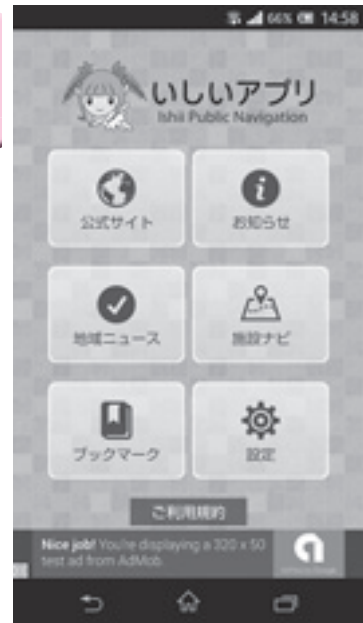 66% 14:58
いしいアプリ
Ishii Public Navigation
公式サイト
お知らせ
地域ニュース
施設ナビ
ブックマーク
設定
ご利用規約
Nice job! You're displaying a 320 x 50
test ad from AdMob.